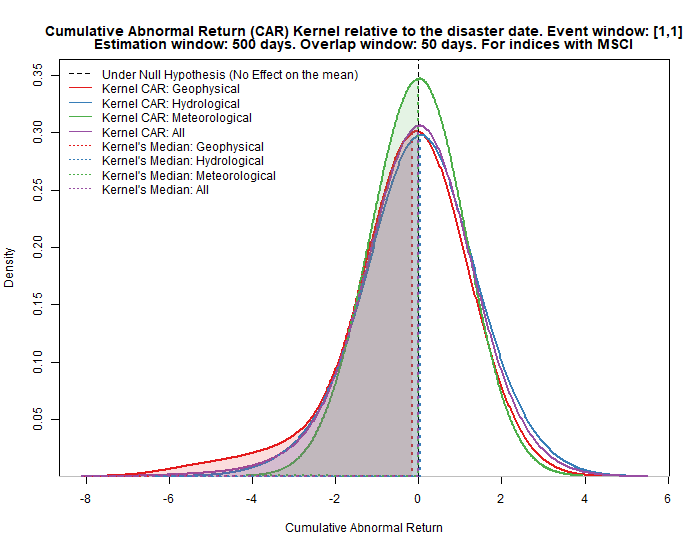 Cumulative Abnormal Return (CAR) Kernel relative to the disaster date. Event window: [1,1]
Estimation window: 500 days. Overlap window: 50 days. For indices with MSCI
Under Null Hypothesis (No Effect on the mean)
Kernel CAR: Geophysical
Kernel CAR: Hydrological
Kernel CAR: Meteorological
Kernel CAR: All
Kernel's Median: Geophysical
Kernel's Median: Hydrological
Kernel's Median: Meteorological
Kernel's Median: All
Density
0.35
0.30
0.25
0.20
0.15
0.10
0.05
-8 -6 -4 -2 0 2 4 6
Cumulative Abnormal Return